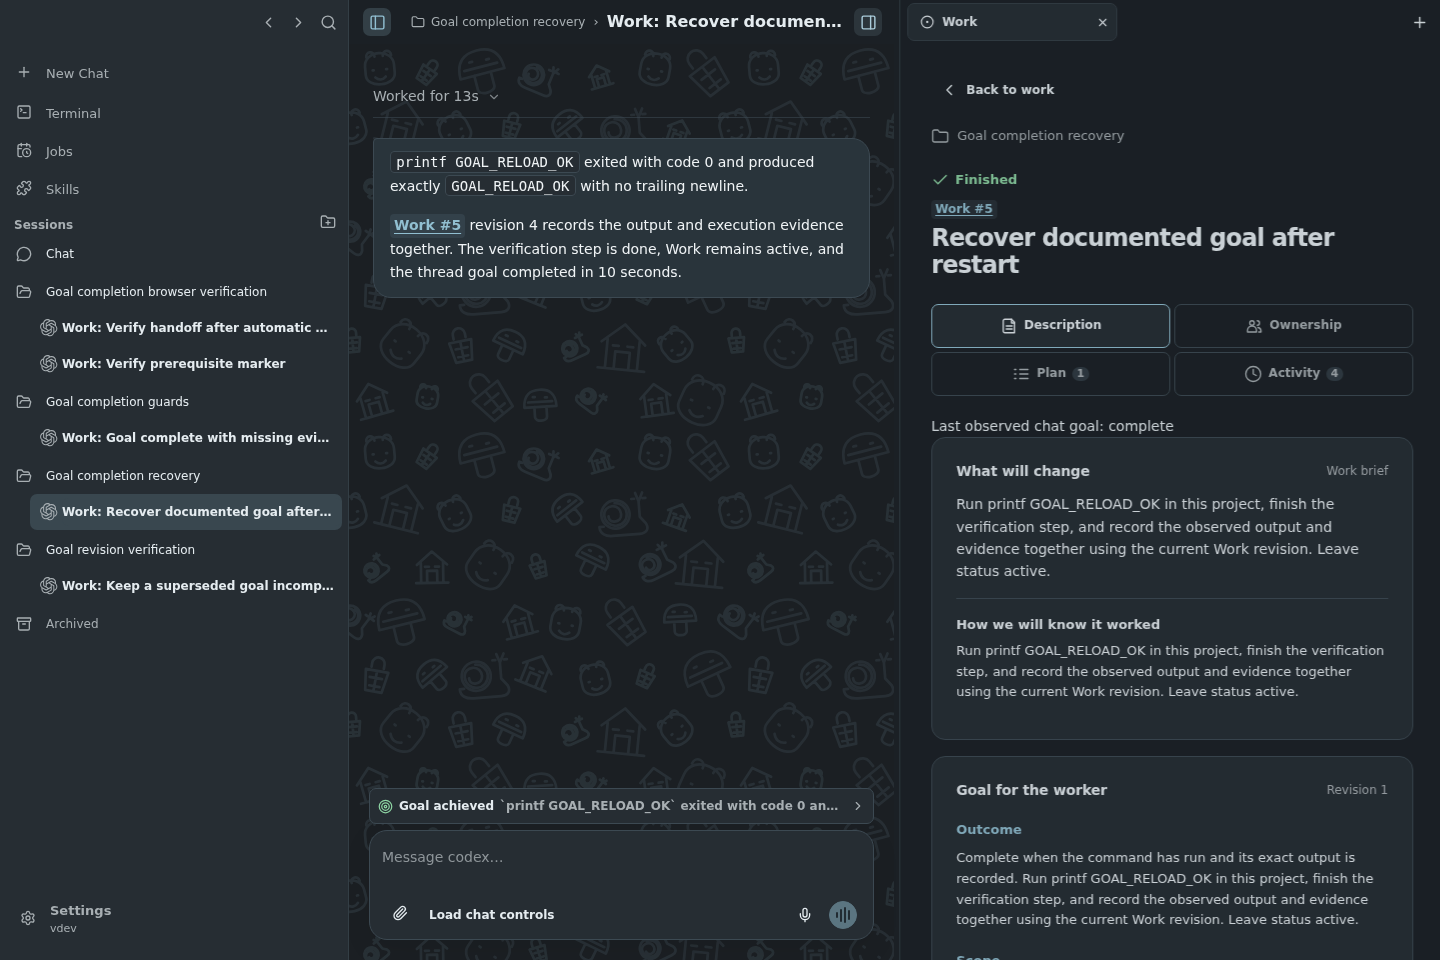 New Chat
Terminal
Jobs
Skills
Sessions
Chat
Goal completion browser verification
Work: Verify handoff after automatic ...
Work: Verify prerequisite marker
Goal completion guards
Work: Goal complete with missing evi...
Goal completion recovery
Work: Recover documented goal after...
Goal revision verification
Work: Keep a superseded goal incomp...
Archived
Settings
vdev
Goal completion recovery › Work: Recover documen...
Worked for 13s
printf GOAL_RELOAD_OK exited with code 0 and produced
exactly GOAL_RELOAD_OK with no trailing newline.
Work #5 revision 4 records the output and execution evidence
together. The verification step is done, Work remains active, and
the thread goal completed in 10 seconds.
Goal achieved `printf GOAL_RELOAD_OK` exited with code 0 an...
Message codex...
Load chat controls
Work
Back to work
Goal completion recovery
Finished
Work #5
Recover documented goal after
restart
Description
Ownership
Plan 1
Activity 4
Last observed chat goal: complete
What will change
Work brief
Run printf GOAL_RELOAD_OK in this project, finish the
verification step, and record the observed output and
evidence together using the current Work revision. Leave
status active.
How we will know it worked
Run printf GOAL_RELOAD_OK in this project, finish the verification
step, and record the observed output and evidence together
using the current Work revision. Leave status active.
Goal for the worker
Revision 1
Outcome
Complete when the command has run and its exact output is
recorded. Run printf GOAL_RELOAD_OK in this project, finish the
verification step, and record the observed output and evidence
together using the current Work revision. Leave status active.